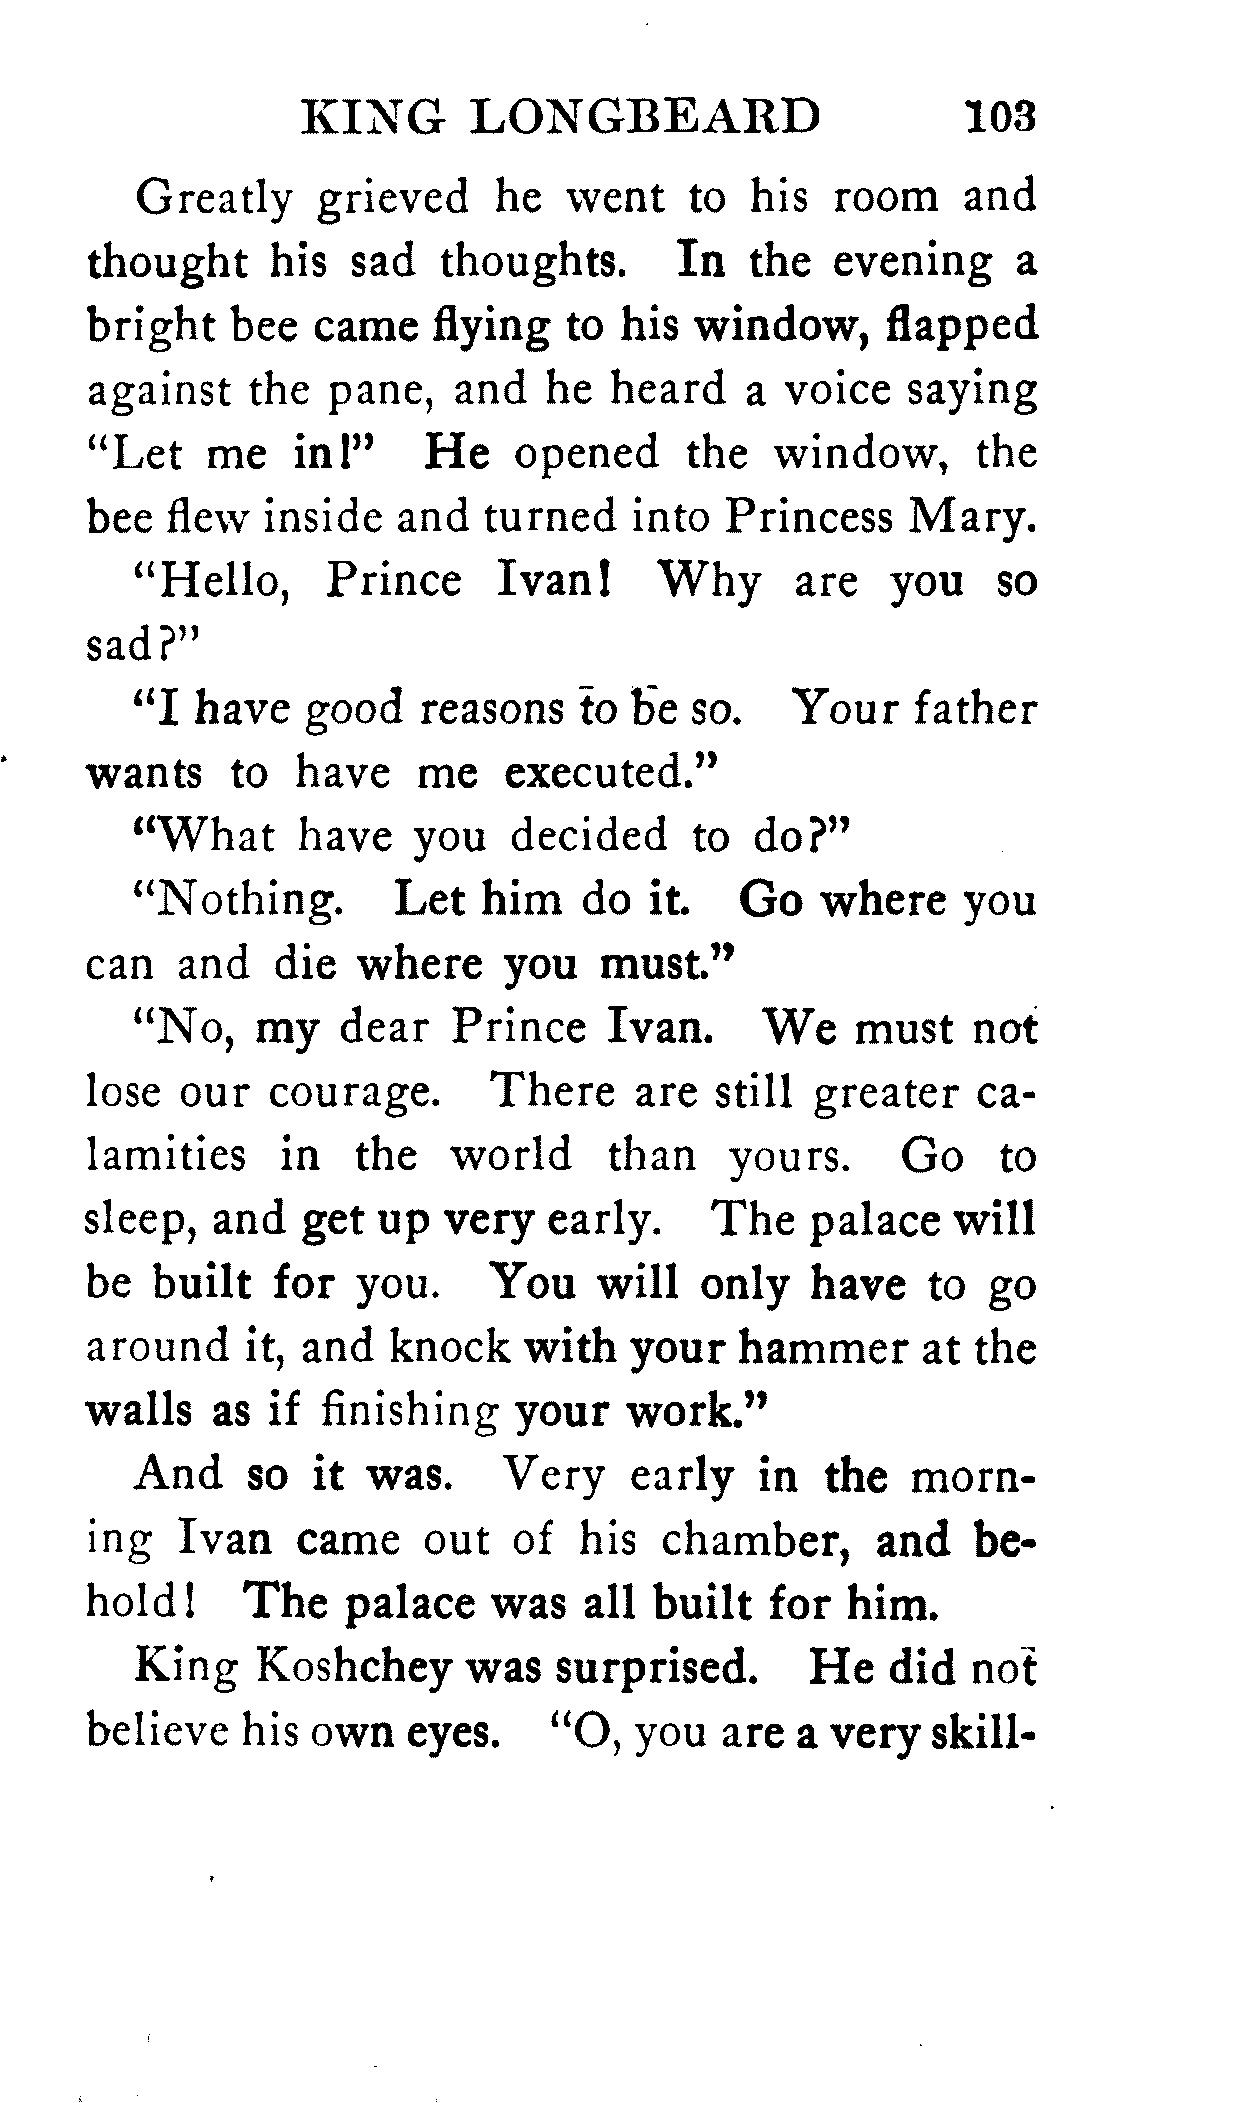 KING LONGBEARD 103
Greatly grieved he went to his room and
thought his sad thoughts. In the evening a
bright bee came flying to his window, flapped
against the pane, and he heard a voice saying
"Let me in!" He opened the window, the
bee flew inside and turned into Princess Mary.
"Hello, Prince Ivan! Why are you so
sad?"
"I have good reasons to be so. Your father
wants to have me executed."
"What have you decided to do?"
"Nothing. Let him do it. Go where you
can and die where you must."
"No, my dear Prince Ivan. We must not
lose our courage. There are still greater ca-
lamities in the world than yours. Go to
sleep, and get up very early. The palace will
be built for you. You will only have to go
around it, and knock with your hammer at the
walls as if finishing your work."
And so it was. Very early in the morn-
ing Ivan came out of his chamber, and be-
hold! The palace was all built for him.
King Koshchey was surprised. He did not
believe his own eyes. "O, you are a very skill-